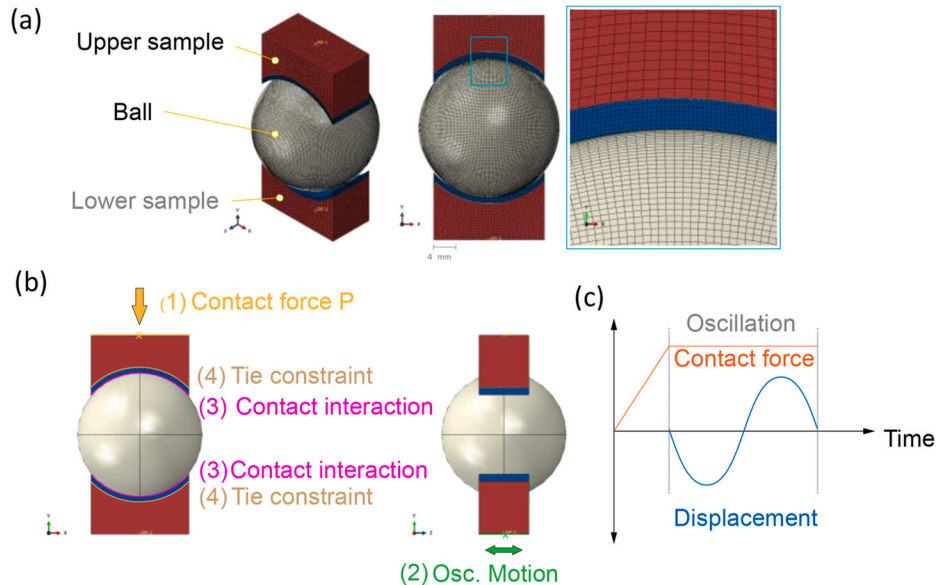 (a)
Upper sample
Ball
Lower sample
4 mm
(b)
(1) Contact force P
(4) Tie constraint
(3) Contact interaction
(3) Contact interaction
(4) Tie constraint
(2) Osc. Motion
(c)
Oscillation
Contact force
Time
Displacement